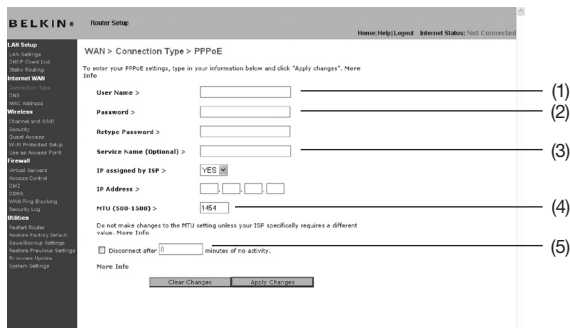 BELKIN
Router Setup
Home|Help|Logout Internet Status: Not Connected
LAN Setup
LAN Settings
DHCP Client List
Static Routing
Internet WAN
Connection Type
DNS
MAC Address
Wireless
Channel and SSID
Security
Guest Access
Wi-Fi Protected Setup
Use as Access Point
Firewall
Virtual Servers
Access Control
DMZ
DDNS
WAN Ping Blocking
Security Log
Utilities
Restart Router
Restore Factory Default
Save/Backup Settings
Restore Previous Settings
Firmware Update
System Settings
WAN > Connection Type > PPPoE
To enter your PPPoE settings, type in your information below and click "Apply changes". More
Info
User Name >
(1)
Password >
(2)
Retype Password >
Service Name (Optional) >
(3)
IP assigned by ISP > YES
IP Address > . . .
MTU (500-1500) > 1454
(4)
Do not make changes to the MTU setting unless your ISP specifically requires a different
value. More Info
Disconnect after minutes of no activity.
(5)
More Info
Clear Changes Apply Changes